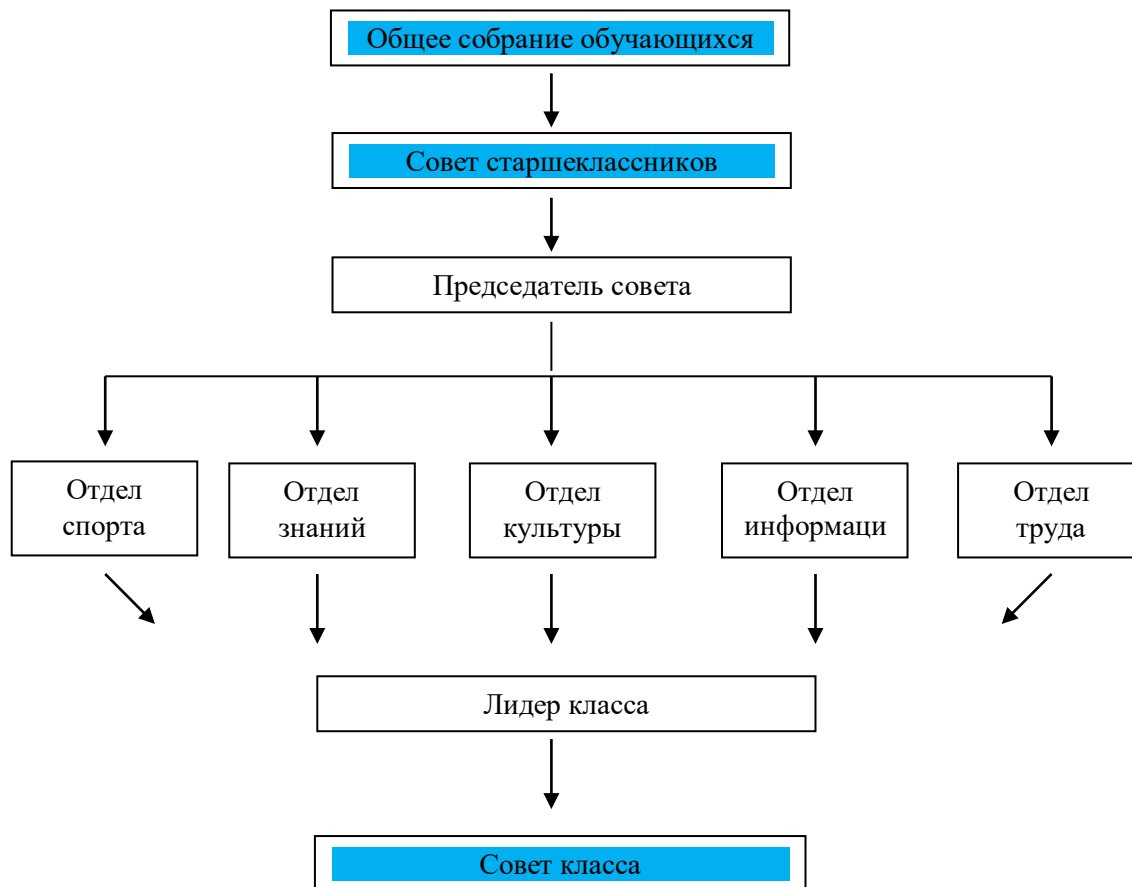 Общее собрание обучающихся
Совет старшеклассников
Председатель совета
Отдел
спорта
Отдел
знаний
Отдел
культуры
Отдел
информаци
Отдел
труда
Лидер класса
Совет класса